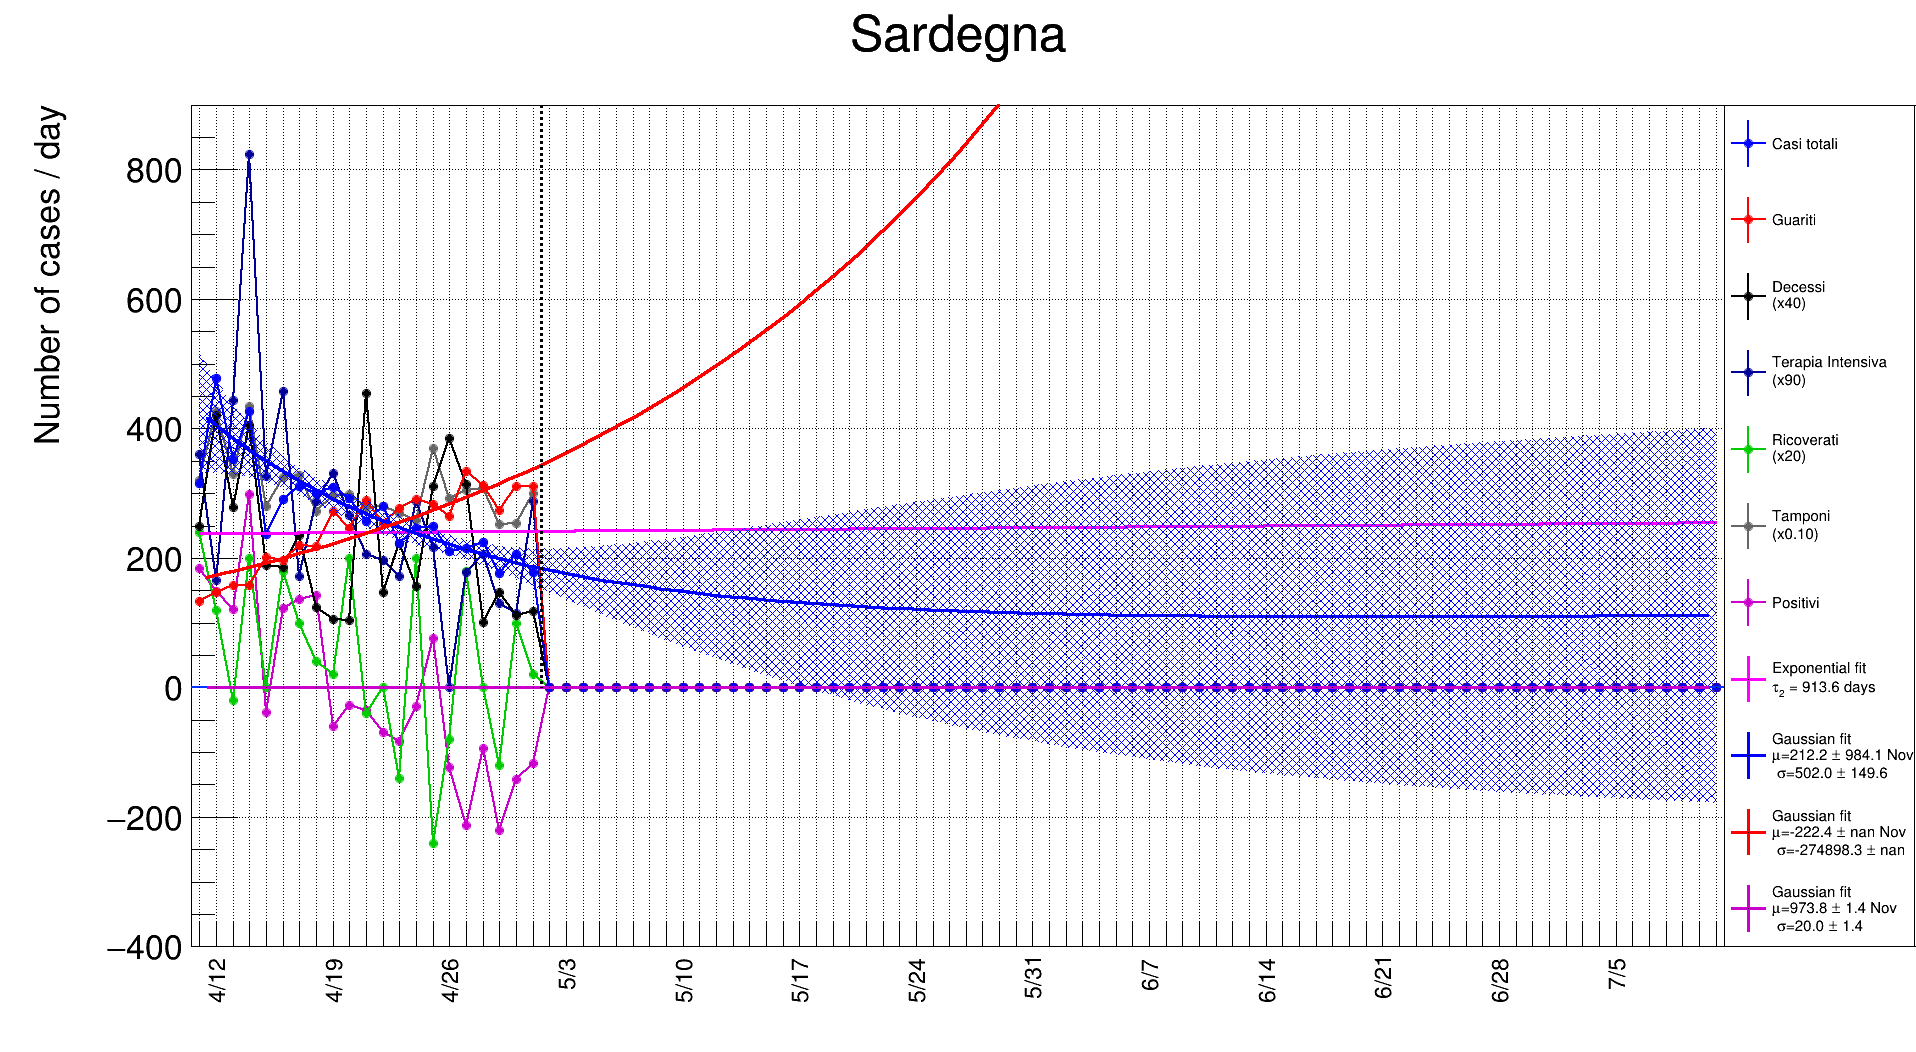 Sardegna
Number of cases / day
800
600
400
200
0
−200
−400
4/12
4/19
4/26
5/3
5/10
5/17
5/24
5/31
6/7
6/14
6/21
6/28
7/5
Casi totali
Guariti
Decessi
(x40)
Terapia Intensiva
(x90)
Ricoverati
(x20)
Tamponi
(x0.10)
Positivi
Exponential fit
τ2 = 913.6 days
Gaussian fit
μ=212.2 ± 984.1 Nov
σ=502.0 ± 149.6
Gaussian fit
μ=-222.4 ± nan Nov
σ=-274898.3 ± nan
Gaussian fit
μ=973.8 ± 1.4 Nov
σ=20.0 ± 1.4